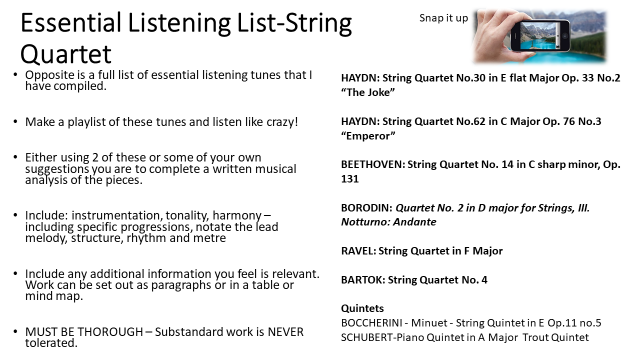 Essential Listening List-String
Quartet
Snap it up
• Opposite is a full list of essential listening tunes that I
have compiled.
• Make a playlist of these tunes and listen like crazy!
• Either using 2 of these or some of your own
suggestions you are to complete a written musical
analysis of the pieces.
• Include: instrumentation, tonality, harmony –
including specific progressions, notate the lead
melody, structure, rhythm and metre
• Include any additional information you feel is relevant.
Work can be set out as paragraphs or in a table or
mind map.
• MUST BE THOROUGH – Substandard work is NEVER
tolerated.
HAYDN: String Quartet No.30 in E flat Major Op. 33 No.2
“The Joke”
HAYDN: String Quartet No.62 in C Major Op. 76 No.3
“Emperor”
BEETHOVEN: String Quartet No. 14 in C sharp minor, Op.
131
BORODIN: Quartet No. 2 in D major for Strings, III.
Notturno: Andante
RAVEL: String Quartet in F Major
BARTOK: String Quartet No. 4
Quintets
BOCCHERINI - Minuet - String Quintet in E Op.11 no.5
SCHUBERT-Piano Quintet in A Major Trout Quintet